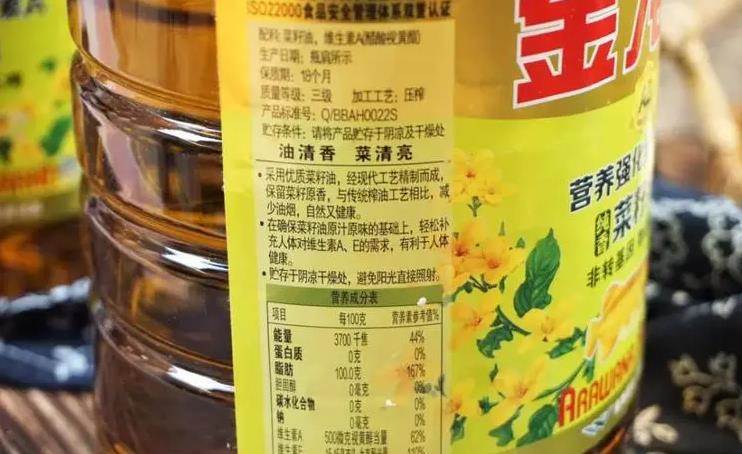 ISO22000食品安全管理体系双重认证
配料: 菜籽油, 维生素A(醋酸视黄酯)
生产日期: 瓶肩所示
保质期: 18个月
质量等级: 三级 加工工艺: 压榨
产品标准号: Q/BBAH0022S
贮存条件: 请将产品贮存于阴凉及干燥处
油清香 菜清亮
• 采用优质菜籽油, 经现代工艺精制而成,
保留菜籽原香, 与传统榨油工艺相比, 减
少油烟, 自然又健康。
• 在确保菜籽油原汁原味的基础上, 轻松补
充人体对维生素A、E的需求, 有利于人体
健康。
• 贮存于阴凉干燥处, 避免阳光直接照射。
营养成分表
项目 每100克 营养素参考值%
能量 3700 千焦 44%
蛋白质 0克 0%
脂肪 100.0克 167%
胆固醇 0毫克 0%
碳水化合物 0克 0%
钠 0毫克 0%
维生素A 500微克视黄醇当量 62%
维生素E 110%
金龙
营养强化
纯香
菜籽
非转基因
ARAWANA